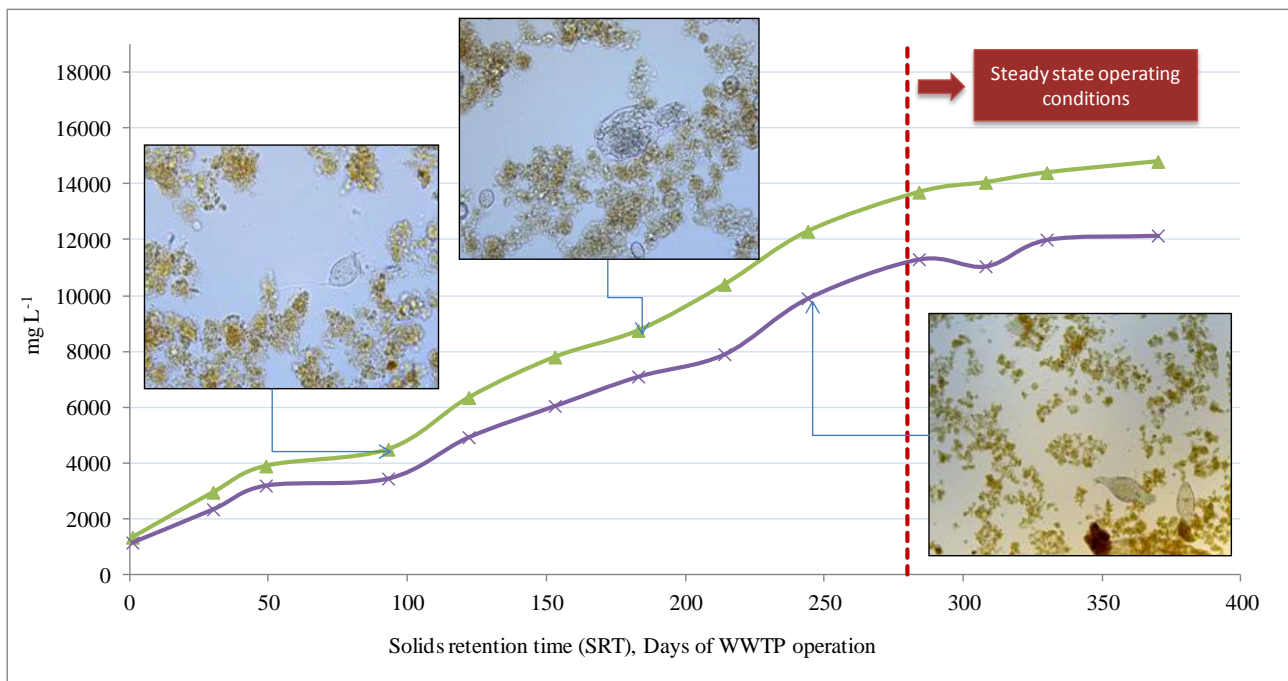 18000
16000
14000
12000
10000
8000
6000
4000
2000
0
mg L-1
Steady state operating
conditions
0 50 100 150 200 250 300 350 400
Solids retention time (SRT), Days of WWTP operation